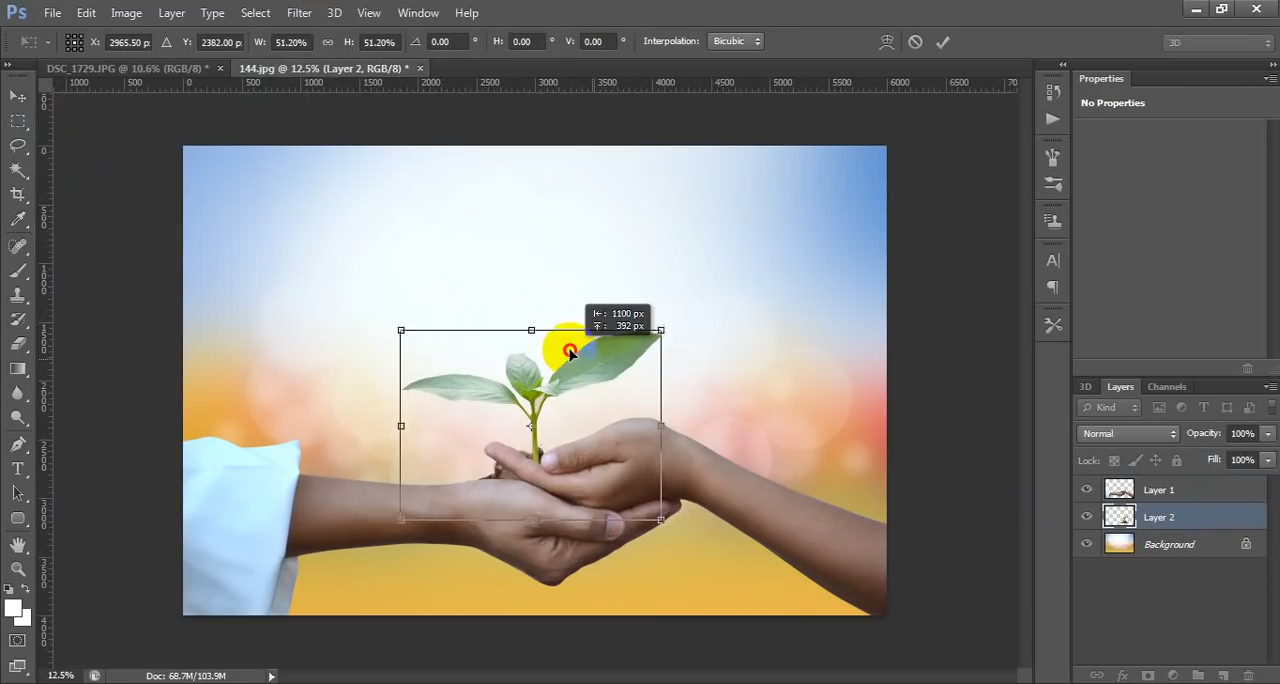 Ps File Edit Image Layer Type Select Filter 3D View Window Help
X: 2965.50 px Y: 2382.00 px W: 51.20% H: 51.20% 0.00 ° H: 0.00 ° V: 0.00 ° Interpolation: Bicubic 3D
DSC_1729.JPG @ 10.6% (RGB/8) * × 144.jpg @ 12.5% (Layer 2, RGB/8) * ×
1000 500 0 500 1000 1500 2000 2500 3000 3500 4000 4500 5000 5500 6000 6500
Properties
No Properties
: 1100 px
: 392 px
3D Layers Channels
Kind
Normal Opacity: 100%
Lock: Fill: 100%
Layer 1
Layer 2
Background
12.5% Doc: 68.7M/103.9M